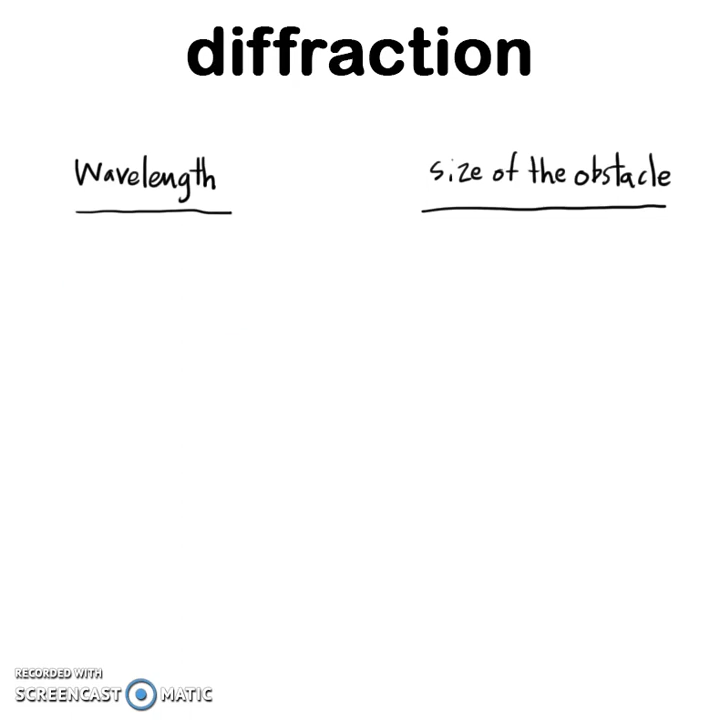 diffraction
Wavelength
size of the obstacle
RECORDED WITH
SCREENCAST MATIC